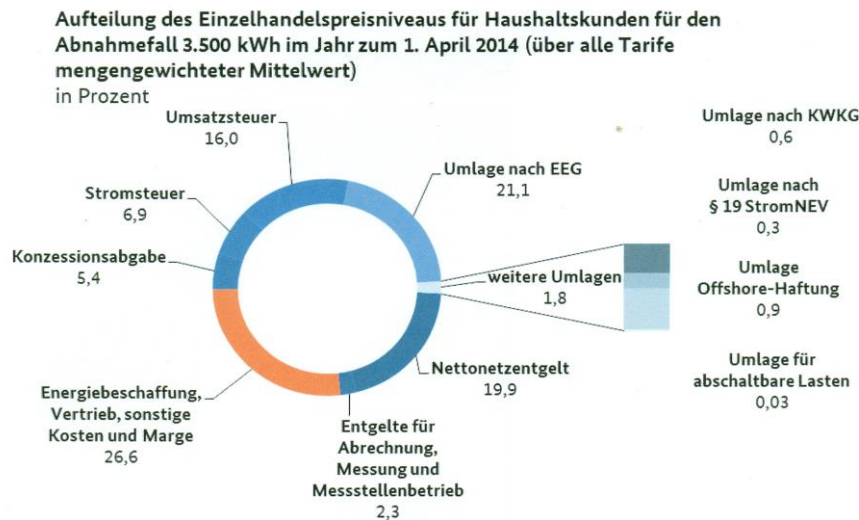 Aufteilung des Einzelhandelspreisniveaus für Haushaltskunden für den
Abnahmefall 3.500 kWh im Jahr zum 1. April 2014 (über alle Tarife
mengengewichteter Mittelwert)
in Prozent
Umsatzsteuer
16,0
Stromsteuer
6,9
Konzessionsabgabe
5,4
Energiebeschaffung,
Vertrieb, sonstige
Kosten und Marge
26,6
Entgelte für
Abrechnung,
Messung und
Messstellenbetrieb
2,3
Nettonetzentgelt
19,9
weitere Umlagen
1,8
Umlage nach EEG
21,1
Umlage nach KWKG
0,6
Umlage nach
§ 19 StromNEV
0,3
Umlage
Offshore-Haftung
0,9
Umlage für
abschaltbare Lasten
0,03